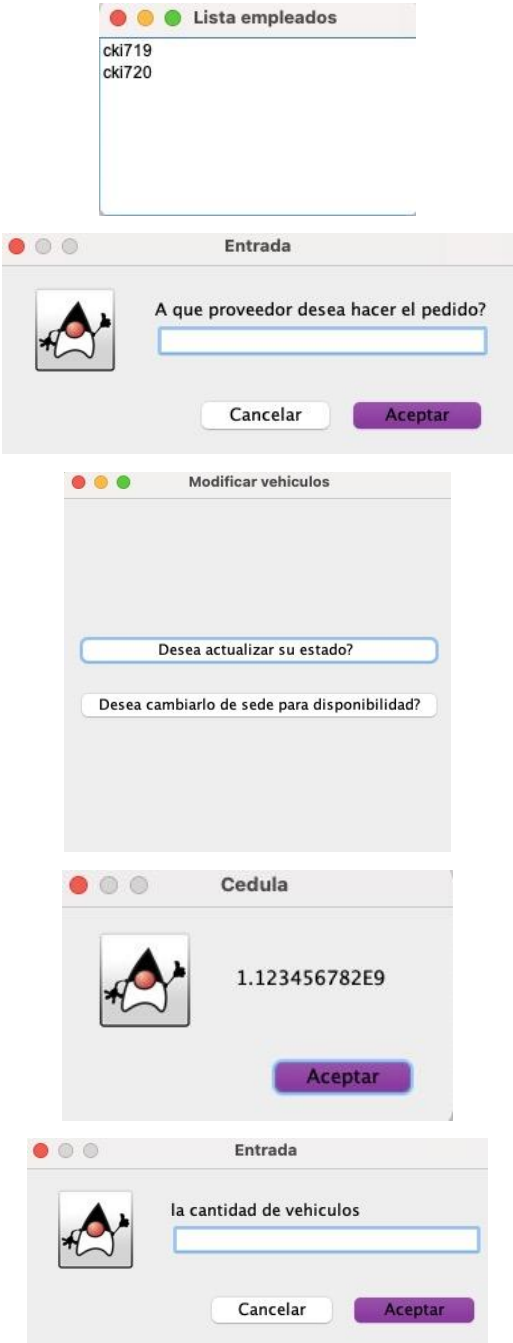 Lista empleados
cki719
cki720
Entrada
A que proveedor desea hacer el pedido?
Cancelar Aceptar
Modificar vehiculos
Desea actualizar su estado?
Desea cambiarlo de sede para disponibilidad?
Cedula
1.123456782E9
Aceptar
Entrada
la cantidad de vehiculos
Cancelar Aceptar